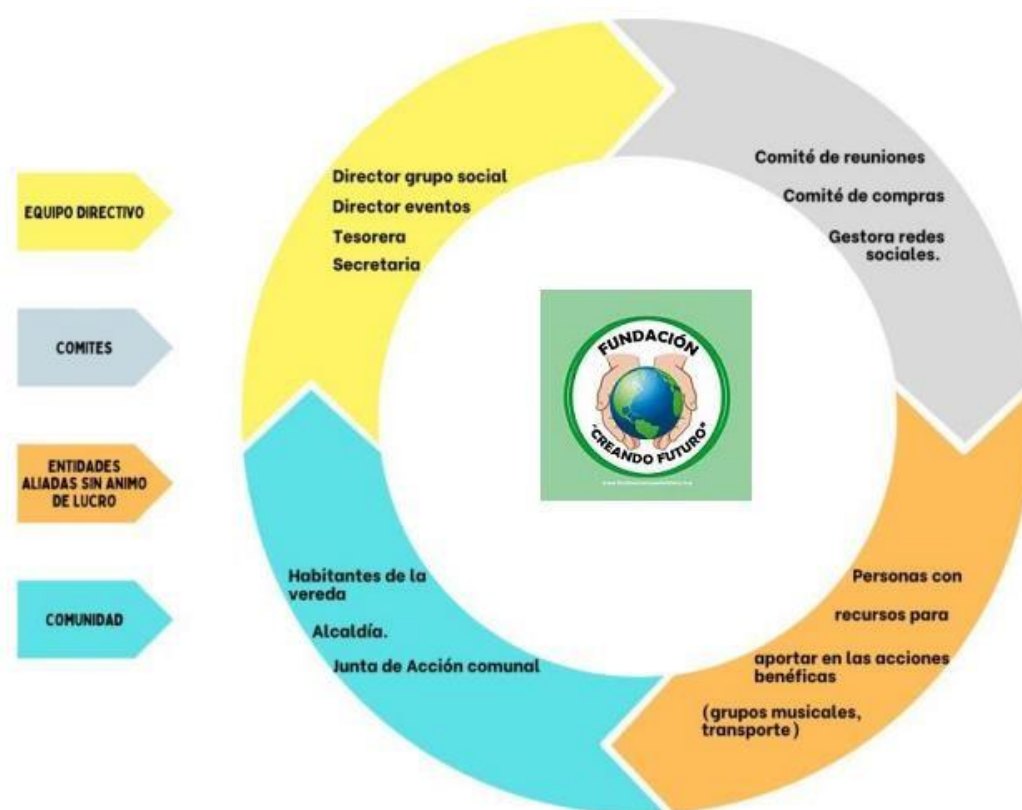 EQUIPO DIRECTIVO
COMITES
ENTIDADES
ALIADAS SIN ANIMO
DE LUCRO
COMUNIDAD
Director grupo social
Director eventos
Tesorera
Secretaria
Comité de reuniones
Comité de compras
Gestora redes
sociales.
Personas con
recursos para
aportar en las acciones
benéficas
(grupos musicales,
transporte)
Habitantes de la
vereda
Alcaldía.
Junta de Acción comunal
FUNDACIÓN
"CREANDO FUTURO"